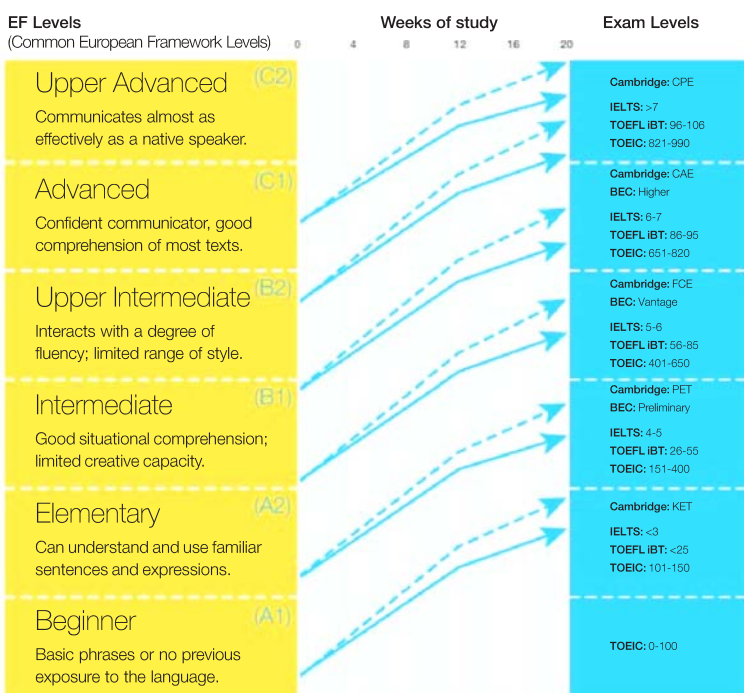 EF Levels
(Common European Framework Levels)
Weeks of study
Exam Levels
0 4 8 12 16 20
Upper Advanced (C2)
Communicates almost as
effectively as a native speaker.
Cambridge: CPE
IELTS: >7
TOEFL iBT: 96-106
TOEIC: 821-990
Advanced (C1)
Confident communicator, good
comprehension of most texts.
Cambridge: CAE
BEC: Higher
IELTS: 6-7
TOEFL iBT: 86-95
TOEIC: 651-820
Upper Intermediate (B2)
Interacts with a degree of
fluency; limited range of style.
Cambridge: FCE
BEC: Vantage
IELTS: 5-6
TOEFL iBT: 56-85
TOEIC: 401-650
Intermediate (B1)
Good situational comprehension;
limited creative capacity.
Cambridge: PET
BEC: Preliminary
IELTS: 4-5
TOEFL iBT: 26-55
TOEIC: 151-400
Elementary (A2)
Can understand and use familiar
sentences and expressions.
Cambridge: KET
IELTS: <3
TOEFL iBT: <25
TOEIC: 101-150
Beginner (A1)
Basic phrases or no previous
exposure to the language.
TOEIC: 0-100